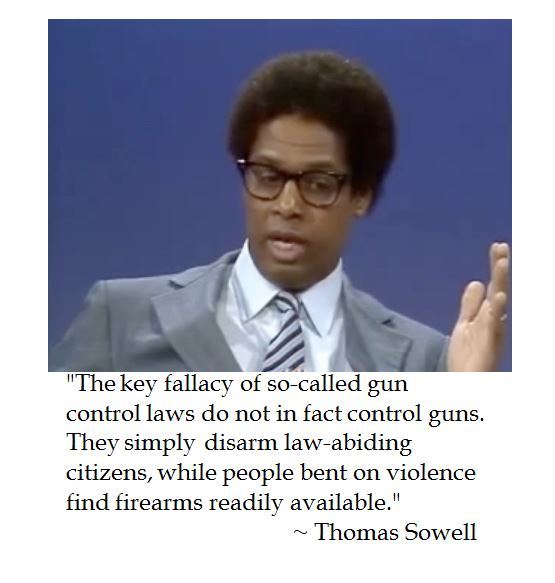 "The key fallacy of so-called gun
control laws do not in fact control guns.
They simply disarm law-abiding
citizens, while people bent on violence
find firearms readily available."
~ Thomas Sowell